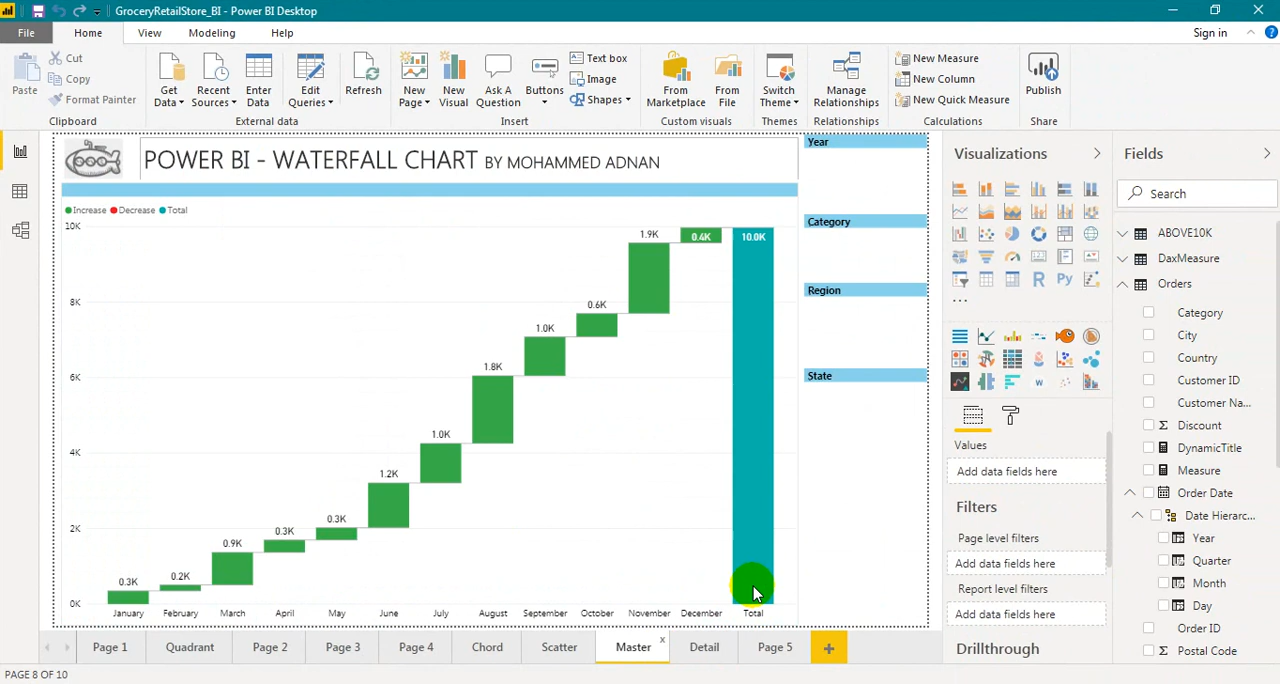 GroceryRetailStore_BI - Power BI Desktop
File Home View Modeling Help Sign in
Paste Cut Copy Format Painter
Clipboard
Get Data Recent Sources Enter Data Edit Queries Refresh
External data
New Page New Visual Ask A Question Buttons Text box Image Shapes
Insert
From Marketplace From File
Custom visuals
Switch Theme
Themes
Manage Relationships
Relationships
New Measure New Column New Quick Measure
Calculations
Publish
Share
POWER BI - WATERFALL CHART BY MOHAMMED ADNAN
Increase Decrease Total
10K
8K
6K
4K
2K
0K
0.3K 0.2K 0.9K 0.3K 0.3K 1.2K 1.0K 1.8K 1.0K 0.6K 1.9K 0.4K 10.0K
January February March April May June July August September October November December Total
Year
Category
Region
State
Visualizations
R Py
...
W
Values
Add data fields here
Filters
Page level filters
Add data fields here
Report level filters
Add data fields here
Drillthrough
Fields
Search
ABOVE10K
DaxMeasure
Orders
Category
City
Country
Customer ID
Customer Na...
Σ Discount
DynamicTitle
Measure
Order Date
Date Hierarc...
Year
Quarter
Month
Day
Order ID
Σ Postal Code
Page 1 Quadrant Page 2 Page 3 Page 4 Chord Scatter Master x Detail Page 5 +
PAGE 8 OF 10